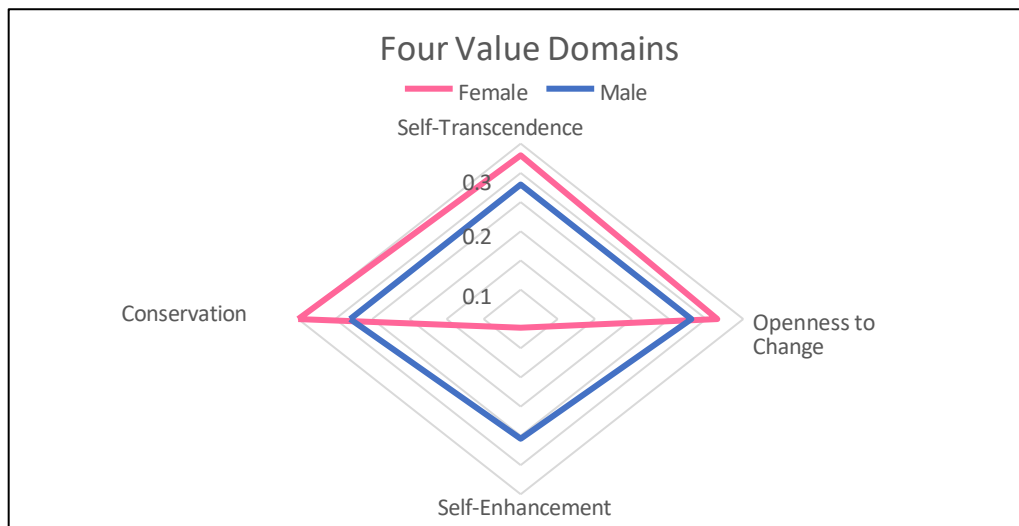 Four Value Domains
Female Male
Self-Transcendence
0.3
0.2
0.1
Conservation
Openness to
Change
Self-Enhancement